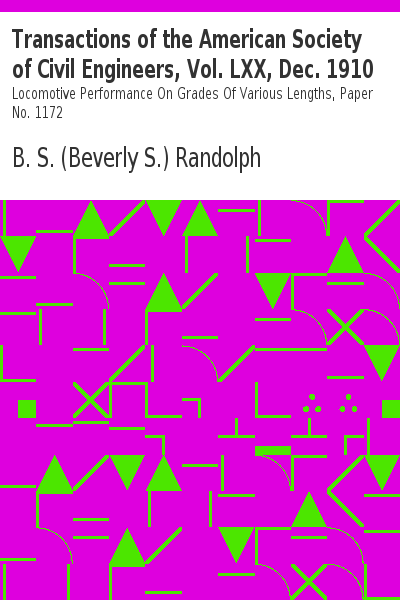 Transactions of the American Society
of Civil Engineers, Vol. LXX, Dec. 1910
Locomotive Performance On Grades Of Various Lengths, Paper
No. 1172
B. S. (Beverly S.) Randolph